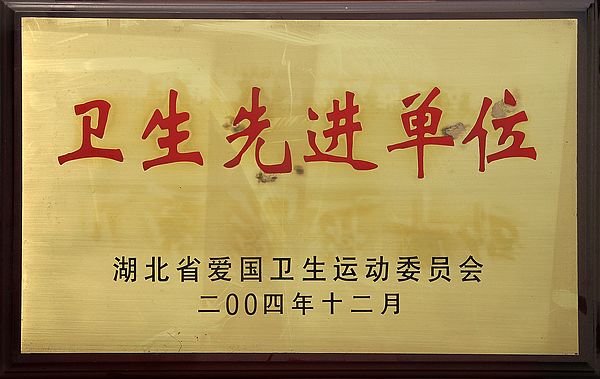 卫生先进单位
湖北省爱国卫生运动委员会
二00四年十二月